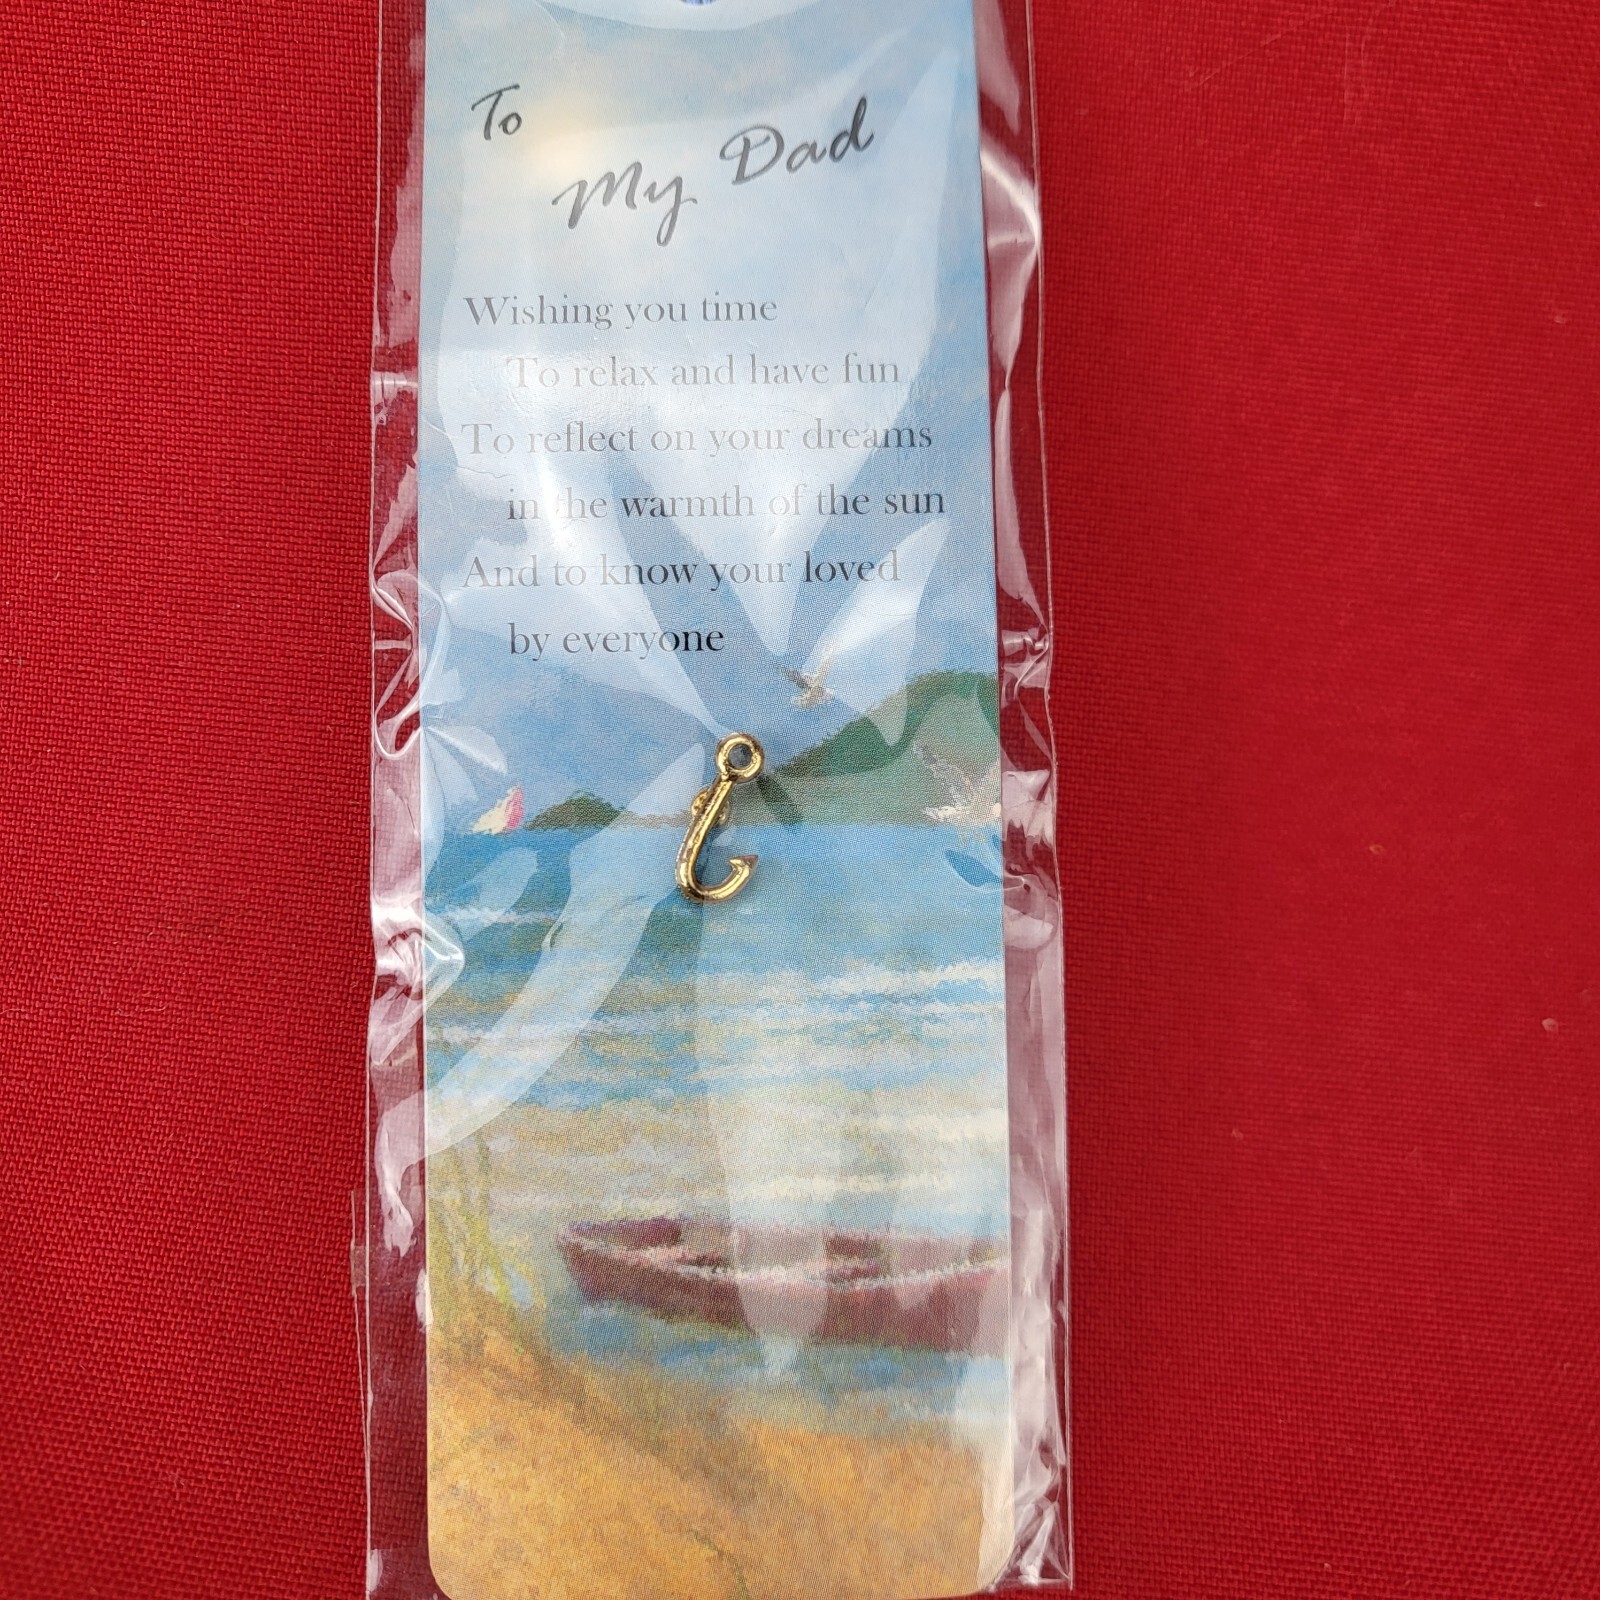 To
My Dad
Wishing you time
To relax and have fun
To reflect on your dreams
in the warmth of the sun
And to know your loved
by everyone